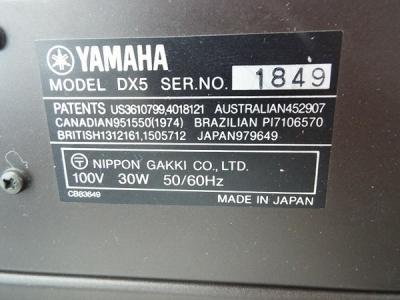 YAMAHA
MODEL DX5 SER.NO. 1849
PATENTS US3610799,4018121 AUSTRALIAN452907
CANADIAN951550(1974) BRAZILIAN PI7106570
BRITISH1312161,1505712 JAPAN979649
〒 NIPPON GAKKI CO., LTD.
100V 30W 50/60Hz
CB83649 MADE IN JAPAN